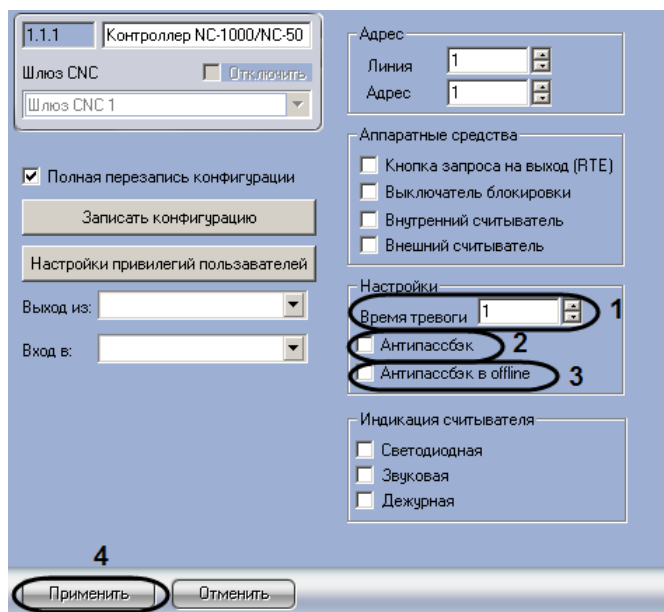 1.1.1 Контроллер NC-1000/NC-50
Шлюз CNC Отключить
Шлюз CNC 1
Полная перезапись конфигурации
Записать конфигурацию
Настройки привилегий пользавателей
Выход из:
Вход в:
Адрес
Линия 1
Адрес 1
Аппаратные средства
Кнопка запроса на выход (RTE)
Выключатель блокировки
Внутренний считыватель
Внешний считыватель
Настройки
Время тревоги 1 1
Антипассбэк 2
Антипассбэк в offline 3
Индикация считывателя
Светодиодная
Звуковая
Дежурная
4
Применить Отменить